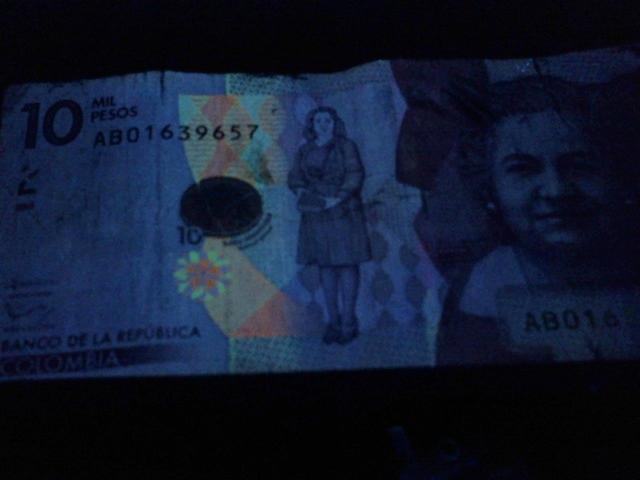 10 MIL
PESOS
AB01639657
10
BANCO DE LA REPÚBLICA
COLOMBIA
AB016